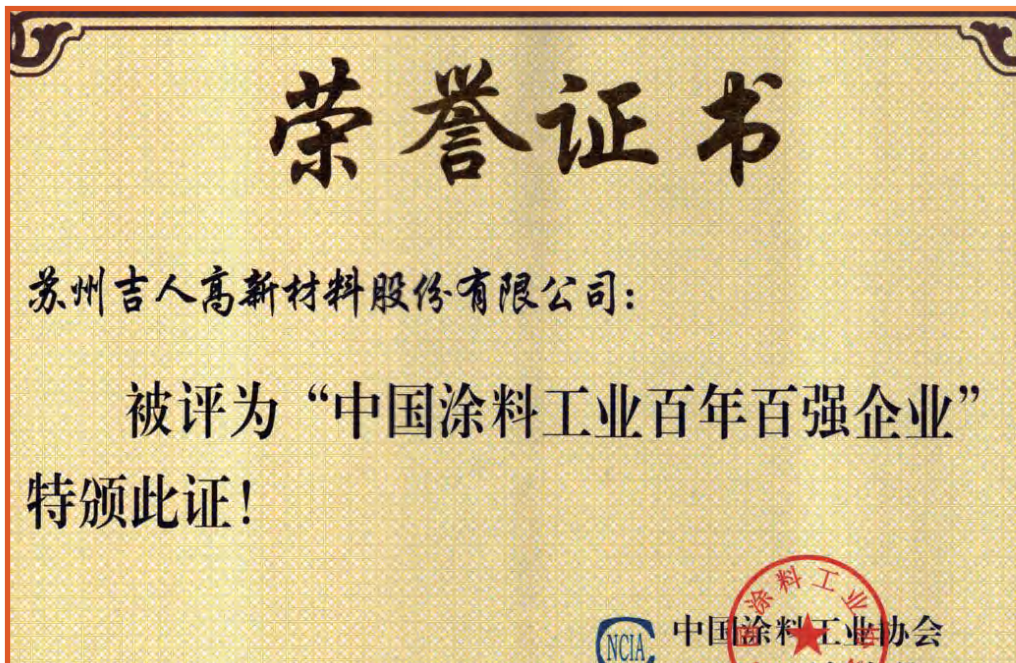 荣誉证书
苏州吉人高新材料股份有限公司：
被评为“中国涂料工业百年百强企业”
特颁此证！
涂料工业协
NCIA
中国涂料工业协会